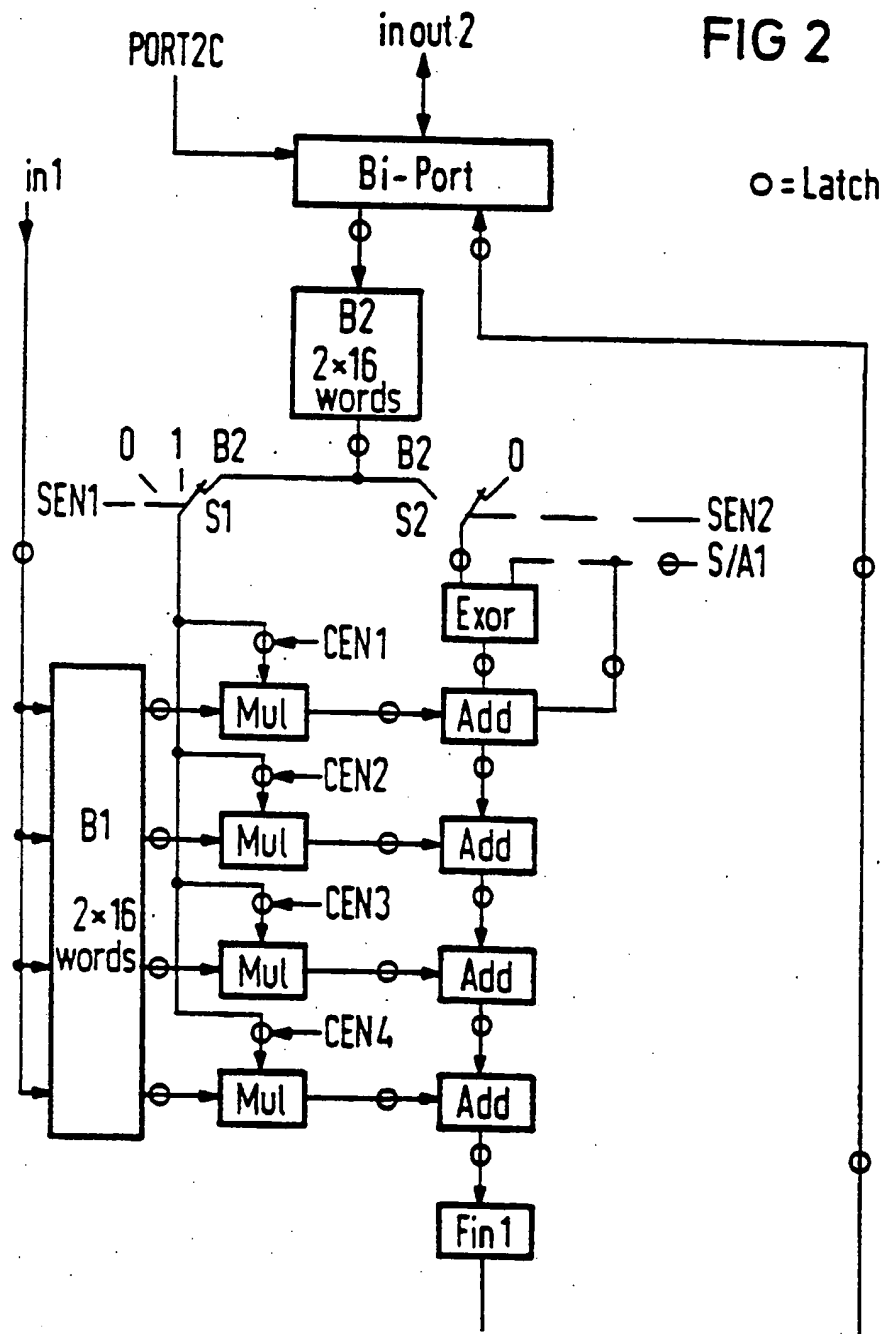 FIG 2
PORT2C
inout 2
in1
Bi-Port
O = Latch
B2
2×16
words
0 1 B2
B2
0
SEN1
S1
S2
SEN2
S/A1
Exor
CEN1
Mul
Add
CEN2
Mul
Add
B1
2×16
words
CEN3
Mul
Add
CEN4
Mul
Add
Fin1